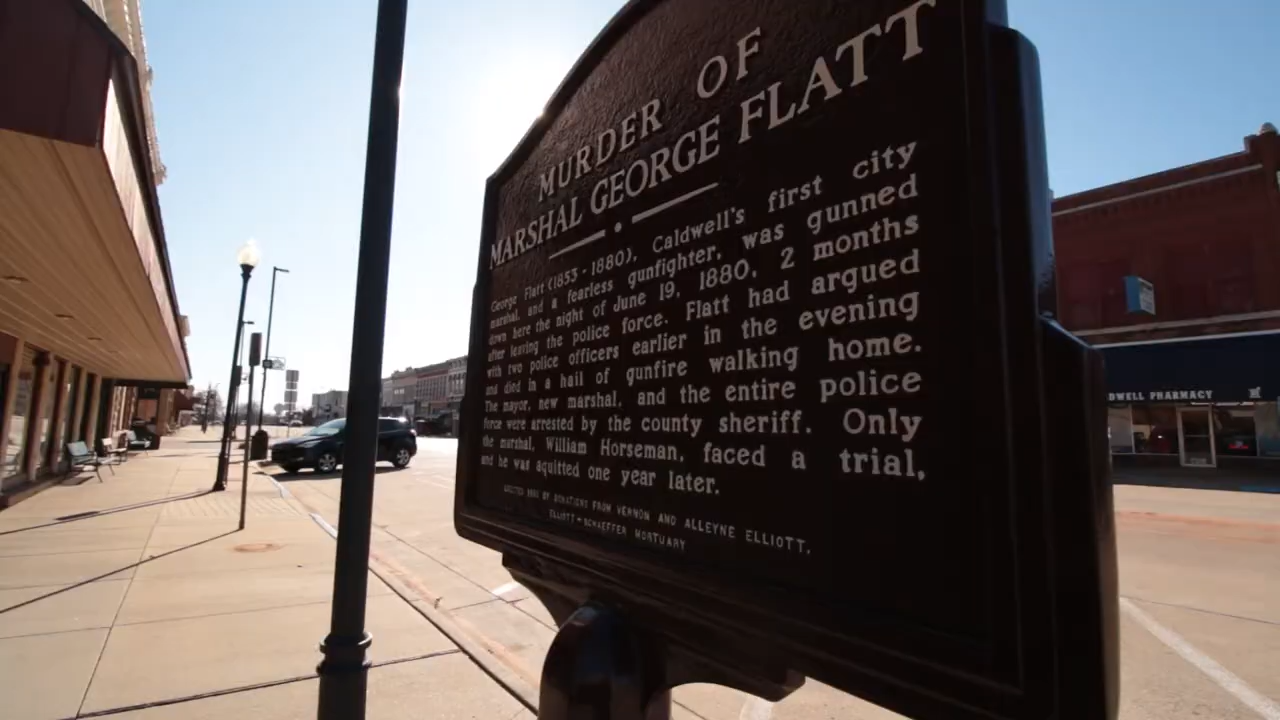 MURDER OF
MARSHAL GEORGE FLATT
George Flatt (1853 - 1880), Caldwell's first city
marshal, and a fearless gunfighter, was gunned
down here the night of June 19, 1880, 2 months
after leaving the police force. Flatt had argued
with two police officers earlier in the evening
and died in a hail of gunfire walking home.
The mayor, new marshal, and the entire police
force were arrested by the county sheriff. Only
the marshal, William Horseman, faced a trial,
and he was aquitted one year later.
BY DONATIONS FROM VERNON AND ALLEYNE ELLIOTT,
ELLIOTT - SCHAEFFER MORTUARY
DWELL PHARMACY